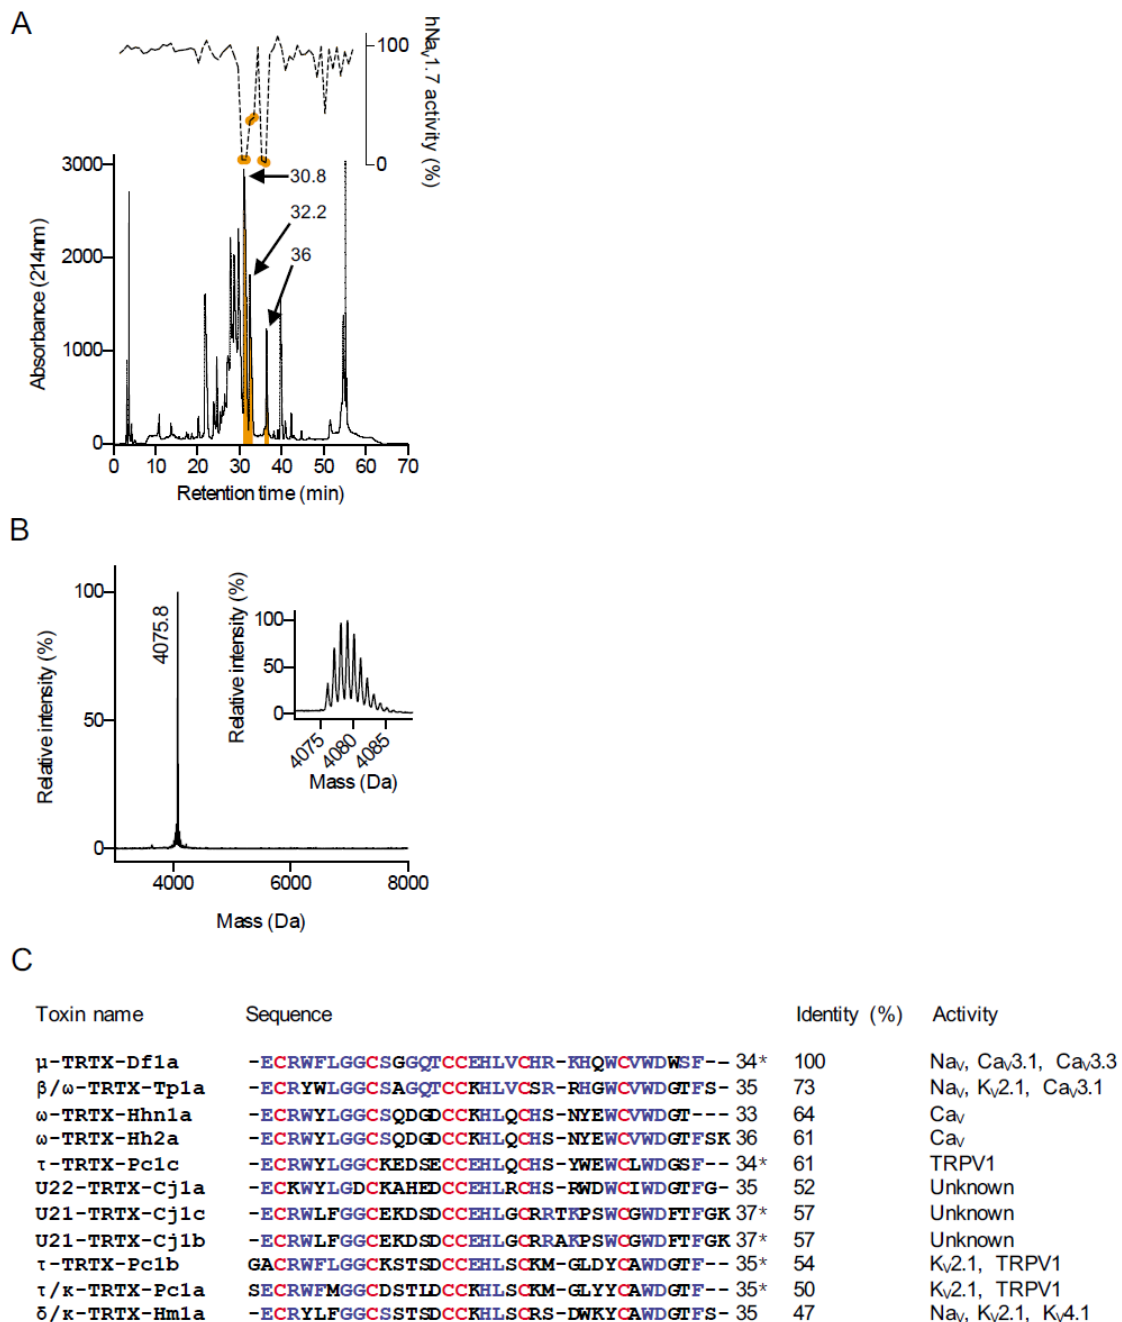 A
hNaV1.7 activity (%)
100
0
3000
2000
1000
0
Absorbance (214nm)
30.8
32.2
36
0 10 20 30 40 50 60 70
Retention time (min)
B
100
50
0
Relative intensity (%)
4075.8
100
50
0
Relative intensity (%)
4075 4080 4085
Mass (Da)
4000 6000 8000
Mass (Da)
C
Toxin name Sequence Identity (%) Activity
μ-TRTX-Df1a -ECRWFLGGCSGGQTCCEHLVCHR-KHQWCVWDWSF-- 34* 100 NaV, CaV3.1, CaV3.3
β/ω-TRTX-Tp1a -ECRYWLGGCSAGQTCCKHLVCSR-RHGWCVWDGTFS- 35 73 NaV, KV2.1, CaV3.1
ω-TRTX-Hhn1a -ECRWYLGGCSQDGDCCKHLQCHS-NYEWCVWDGT--- 33 64 CaV
ω-TRTX-Hh2a -ECRWYLGGCSQDGDCCKHLQCHS-NYEWCVWDGTFSK 36 61 CaV
τ-TRTX-Pc1c -ECRWYLGGCKEDSECCEHLQCHS-YWEWCLWDGSF-- 34* 61 TRPV1
U22-TRTX-Cj1a -ECKWYLGDCKAHEDCCEHLRCHS-RWDWCIWDGTFG- 35 52 Unknown
U21-TRTX-Cj1c -ECRWLFGGCEKDSDCCEHLGCRRTKPSWCGWDFTFGK 37* 57 Unknown
U21-TRTX-Cj1b -ECRWLFGGCEKDSDCCEHLGCRRAKPSWCGWDFTFGK 37* 57 Unknown
τ-TRTX-Pc1b GACRWFLGGCKSTSDCCEHLSCKM-GLDYCAWDGTF-- 35* 54 KV2.1, TRPV1
τ/κ-TRTX-Pc1a SECRWFMGGCDSTLDCCKHLSCKM-GLYYCAWDGTF-- 35* 50 KV2.1, TRPV1
δ/κ-TRTX-Hm1a -ECRYLFGGCSSTSDCCKHLSCRS-DWKYCAWDGTFS- 35 47 NaV, KV2.1, KV4.1